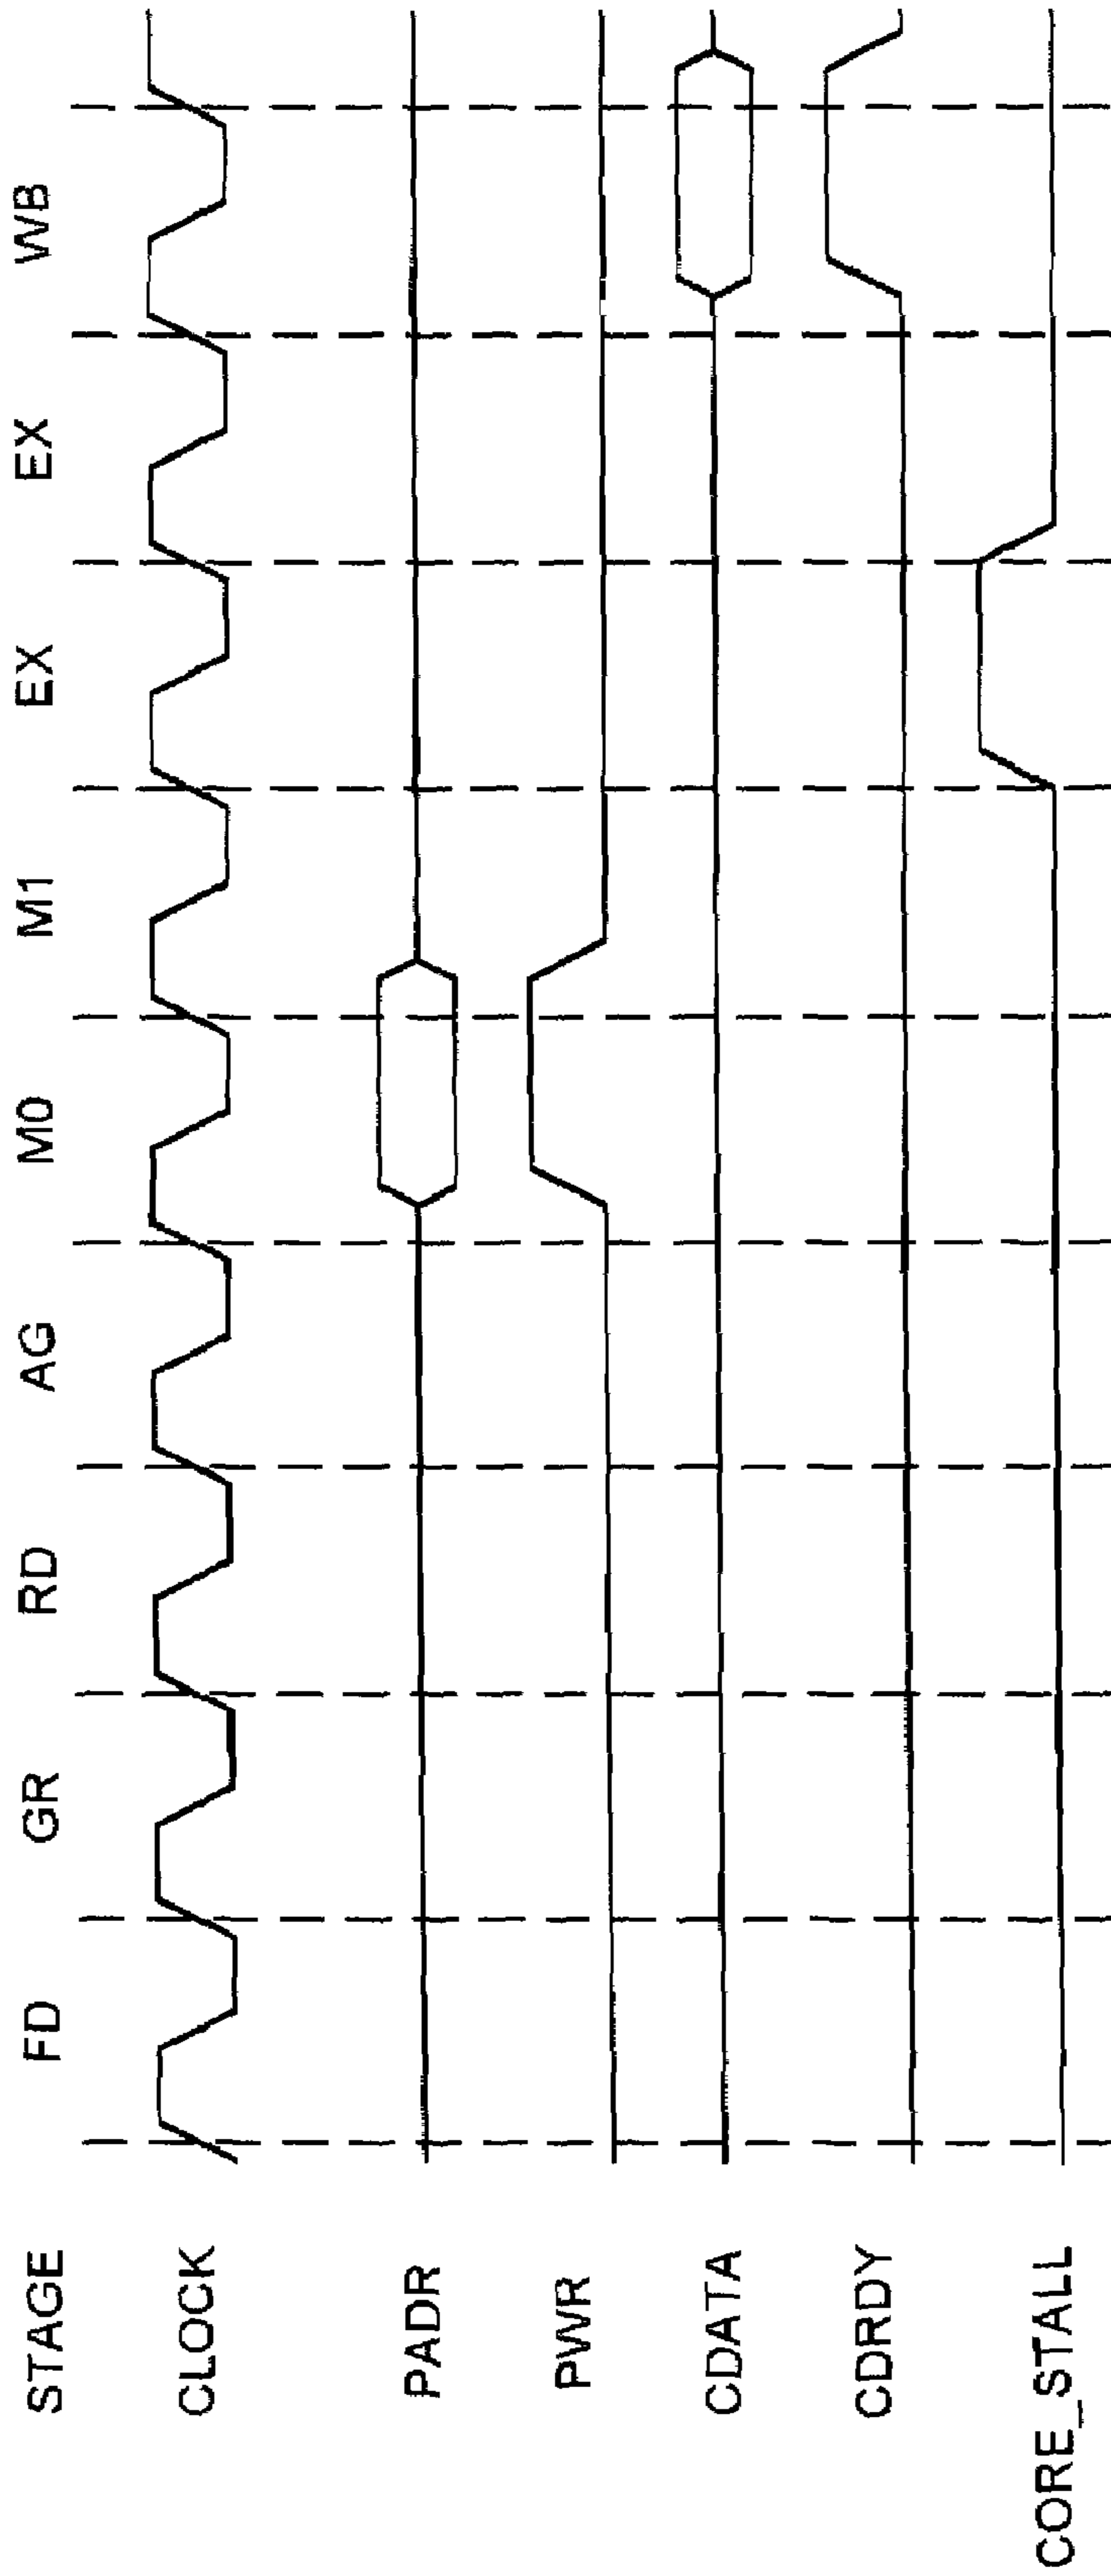 STAGE FD GR RD AG M0 M1 EX EX WB
CLOCK
PADR
PWR
CDATA
CDRDY
CORE_STALL